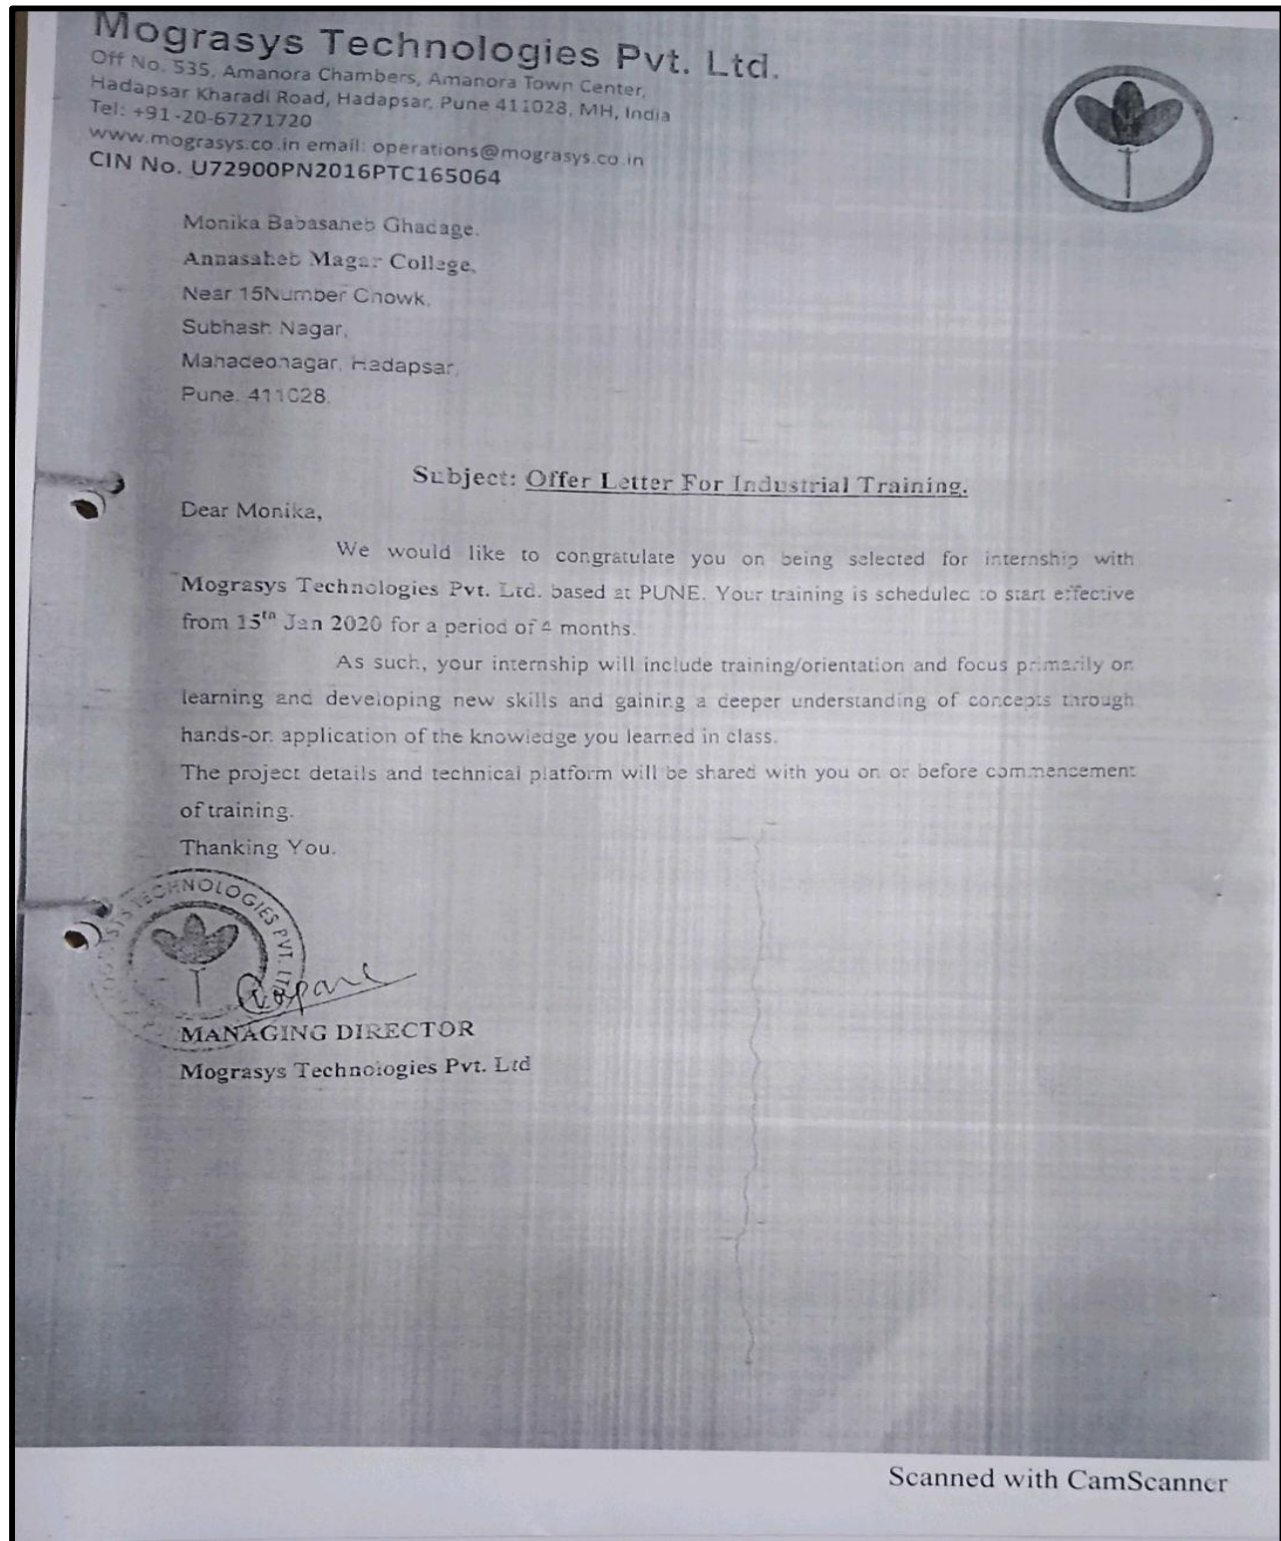 Mograsys Technologies Pvt. Ltd.
Off No. 535, Amanora Chambers, Amanora Town Center,
Hadapsar Kharadi Road, Hadapsar, Pune 411028, MH, India
Tel: +91-20-67271720
www.mograsys.co.in email: operations@mograsys.co.in
CIN No. U72900PN2016PTC165064
Monika Babasaheb Ghadage.
Annasaheb Magar College,
Near 15Number Chowk,
Subhash Nagar,
Mahadeonagar, Hadapsar,
Pune. 411028.
Subject: Offer Letter For Industrial Training.
Dear Monika,
We would like to congratulate you on being selected for internship with
Mograsys Technologies Pvt. Ltd. based at PUNE. Your training is scheduled to start effective
from 15th Jan 2020 for a period of 4 months.
As such, your internship will include training/orientation and focus primarily on
learning and developing new skills and gaining a deeper understanding of concepts through
hands-on application of the knowledge you learned in class.
The project details and technical platform will be shared with you on or before commencement
of training.
Thanking You.
TECHNOLOGIES PVT. LTD
MANAGING DIRECTOR
Mograsys Technologies Pvt. Ltd
Scanned with CamScanner